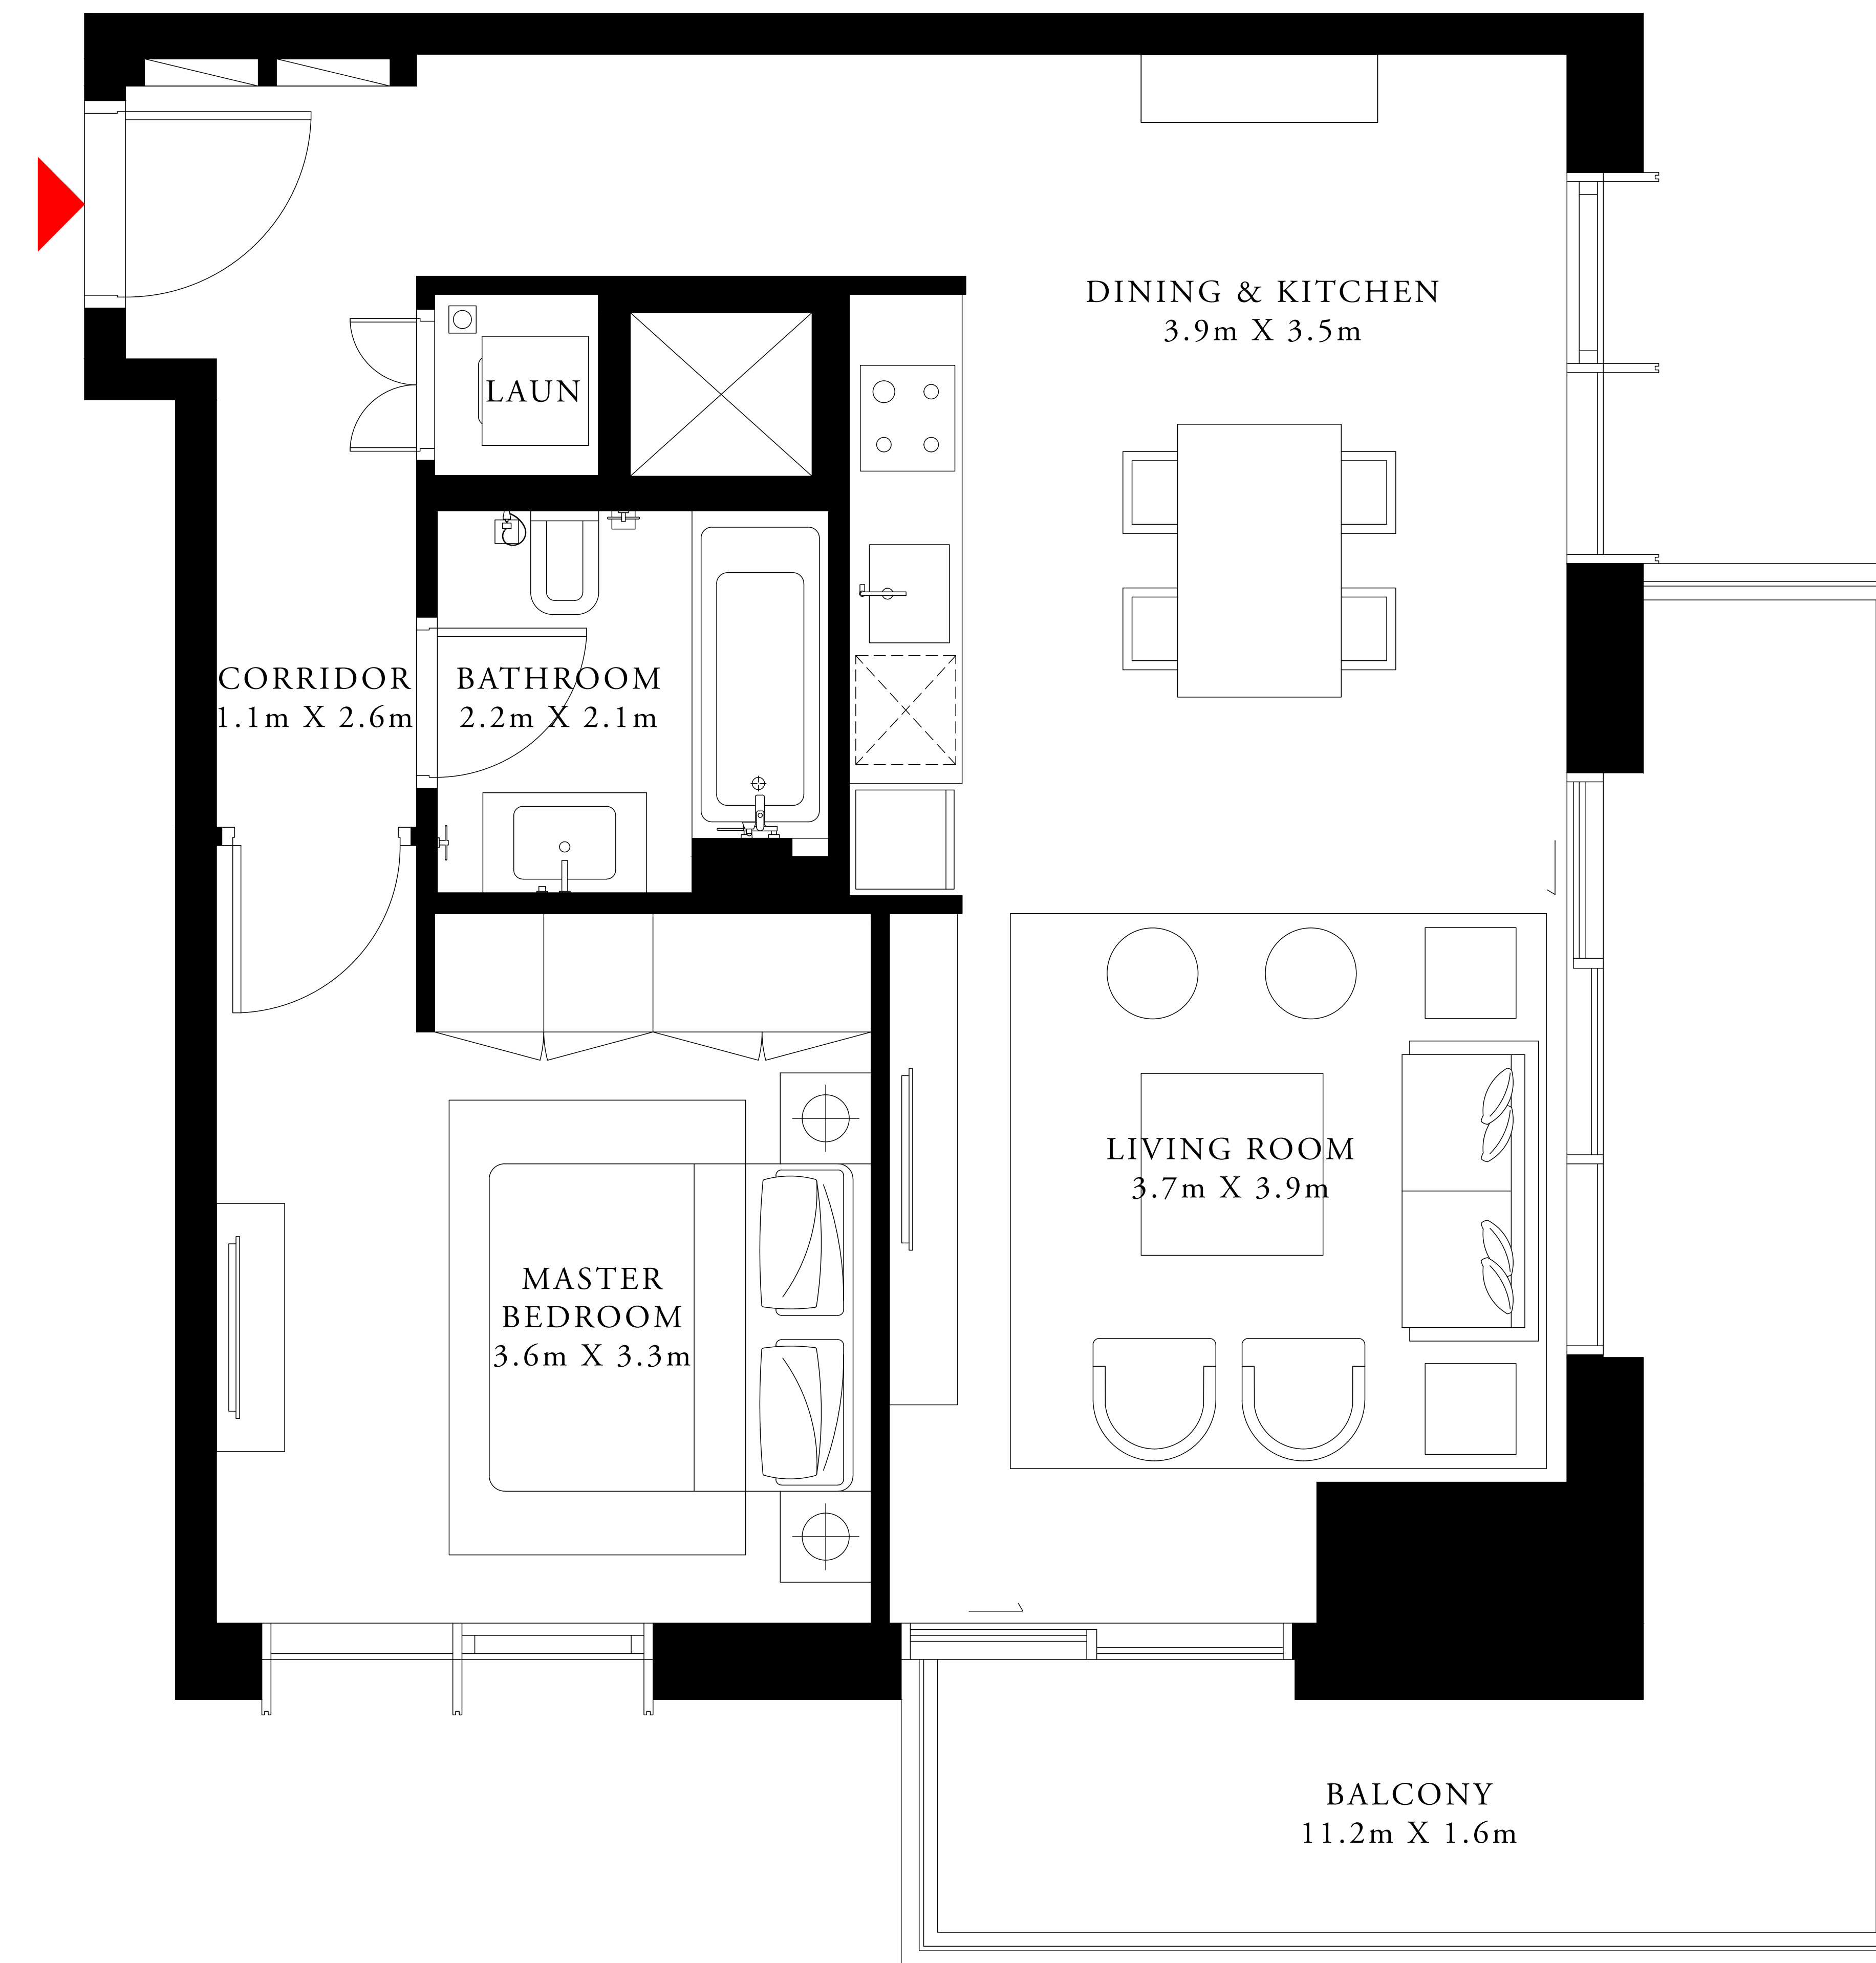 DINING & KITCHEN
3.9m X 3.5m
LAUN
CORRIDOR
1.1m X 2.6m
BATHROOM
2.2m X 2.1m
LIVING ROOM
3.7m X 3.9m
MASTER
BEDROOM
3.6m X 3.3m
BALCONY
11.2m X 1.6m